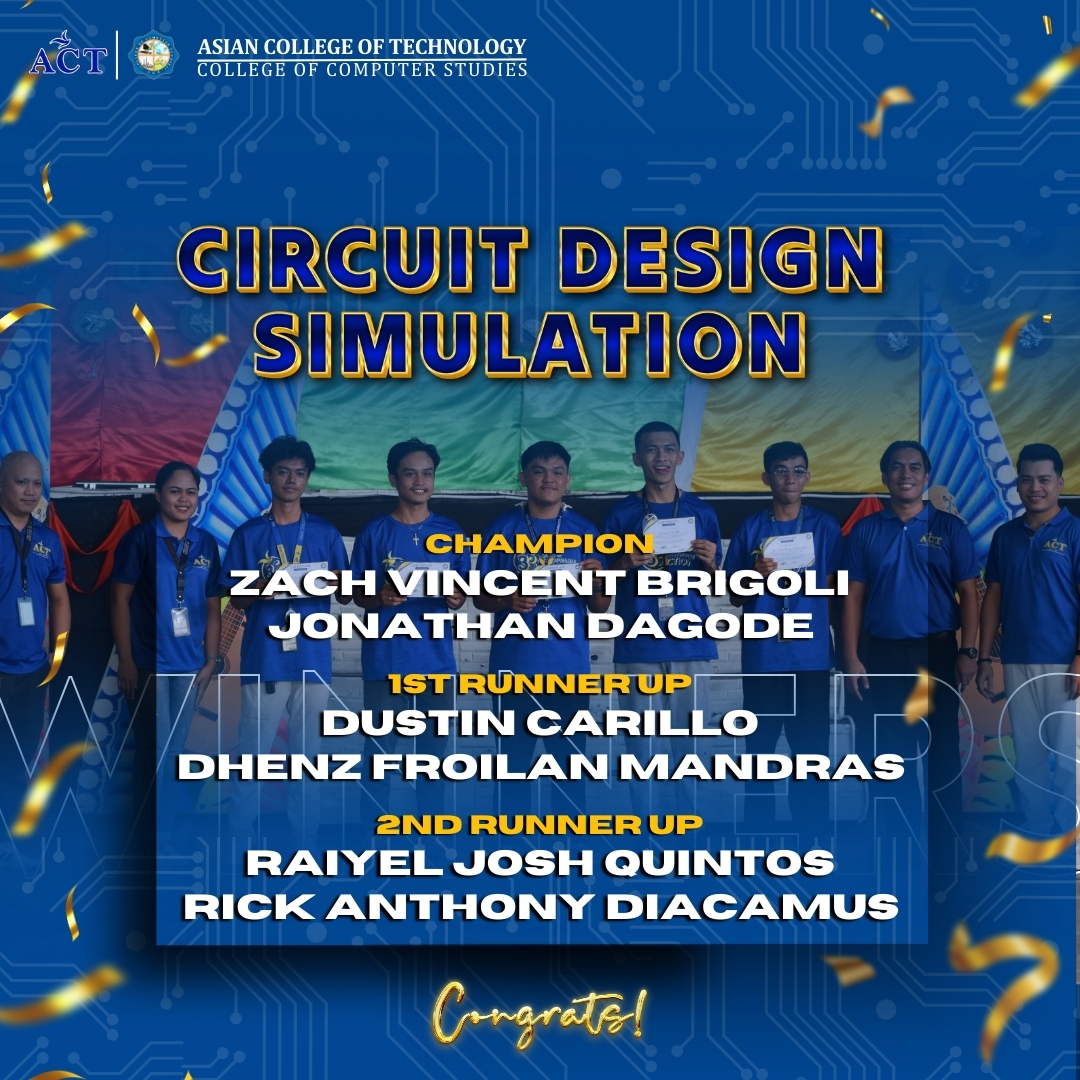 ACT
ASIAN COLLEGE OF TECHNOLOGY
COLLEGE OF COMPUTER STUDIES
CIRCUIT DESIGN
SIMULATION
CHAMPION
ZACH VINCENT BRIGOLI
JONATHAN DAGODE
1ST RUNNER UP
DUSTIN CARILLO
DHENZ FROILAN MANDRAS
2ND RUNNER UP
RAIYEL JOSH QUINTOS
RICK ANTHONY DIACAMUS
WINNERS
Congrats!